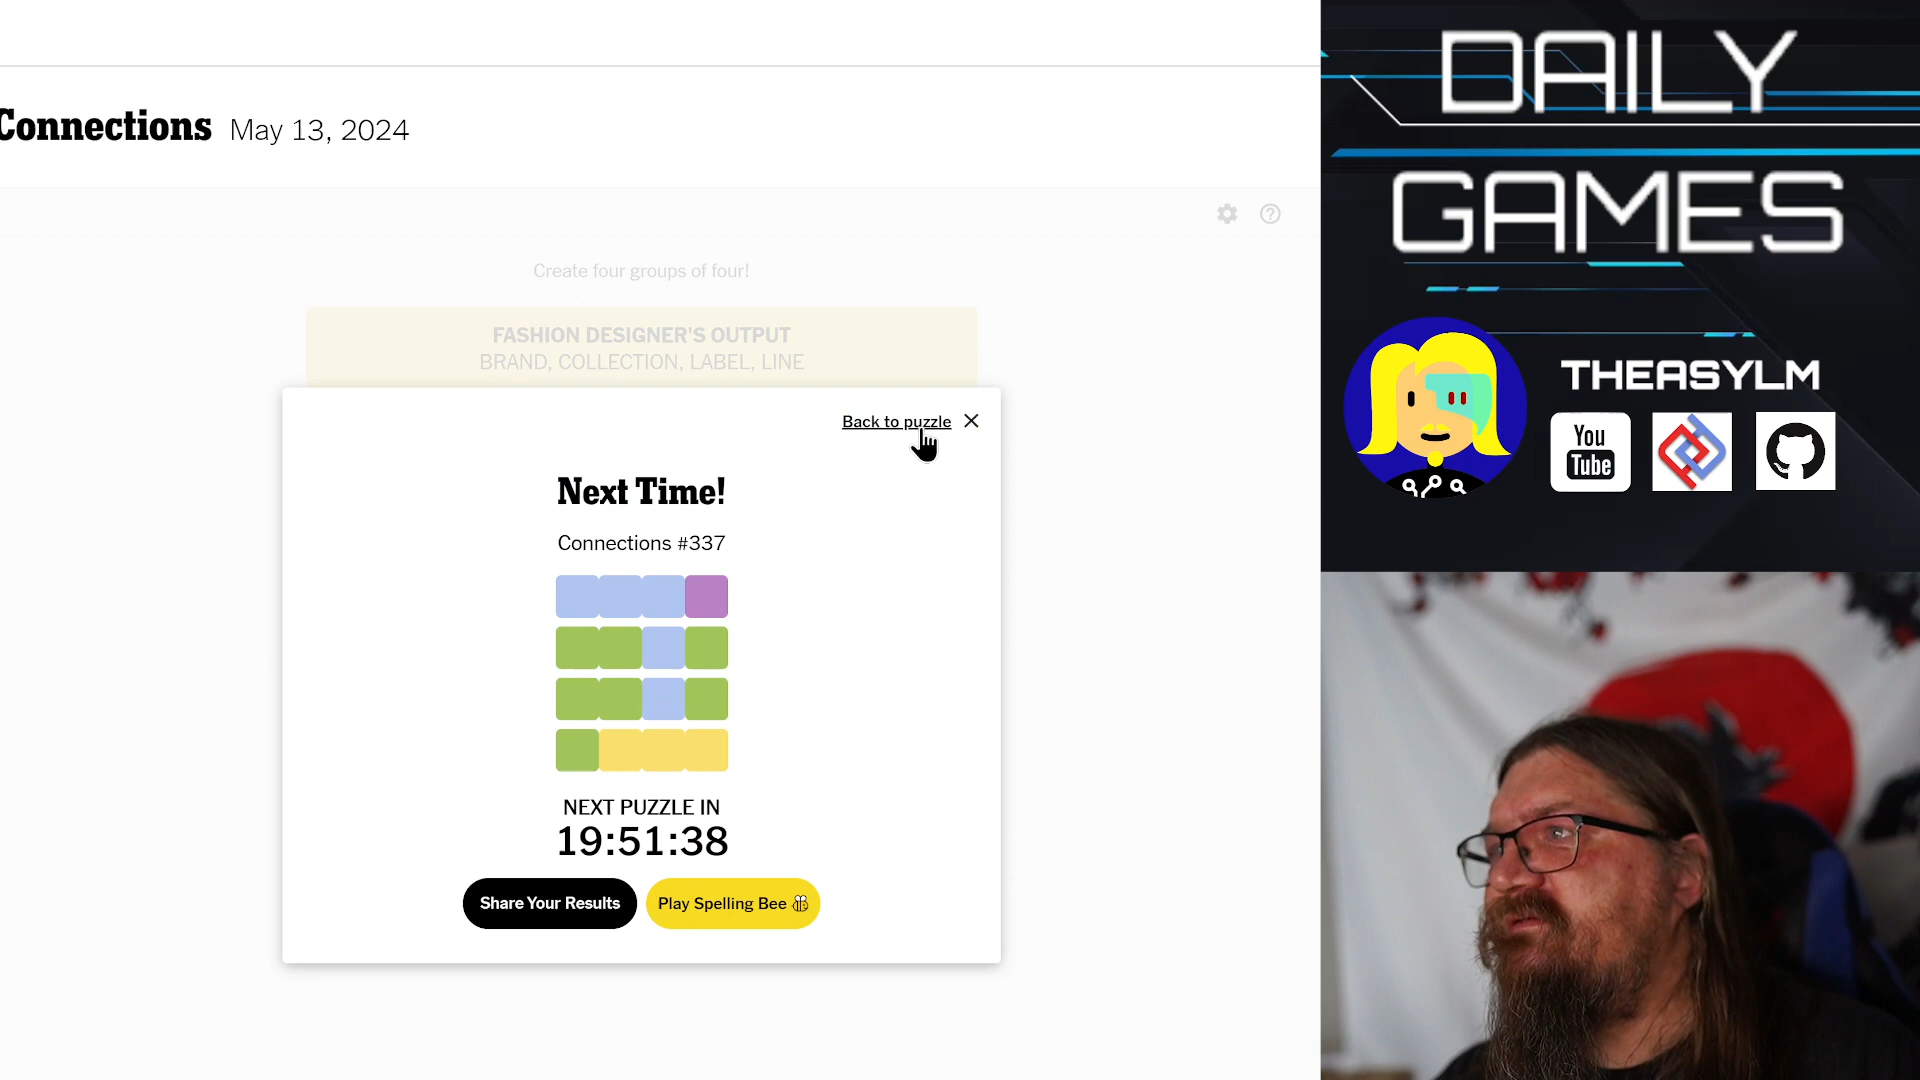 Connections May 13, 2024
Create four groups of four!
FASHION DESIGNER'S OUTPUT
BRAND, COLLECTION, LABEL, LINE
Back to puzzle
Next Time!
Connections #337
NEXT PUZZLE IN
19:51:38
Share Your Results
Play Spelling Bee
DAILY
GAMES
THEASYLM
You
Tube